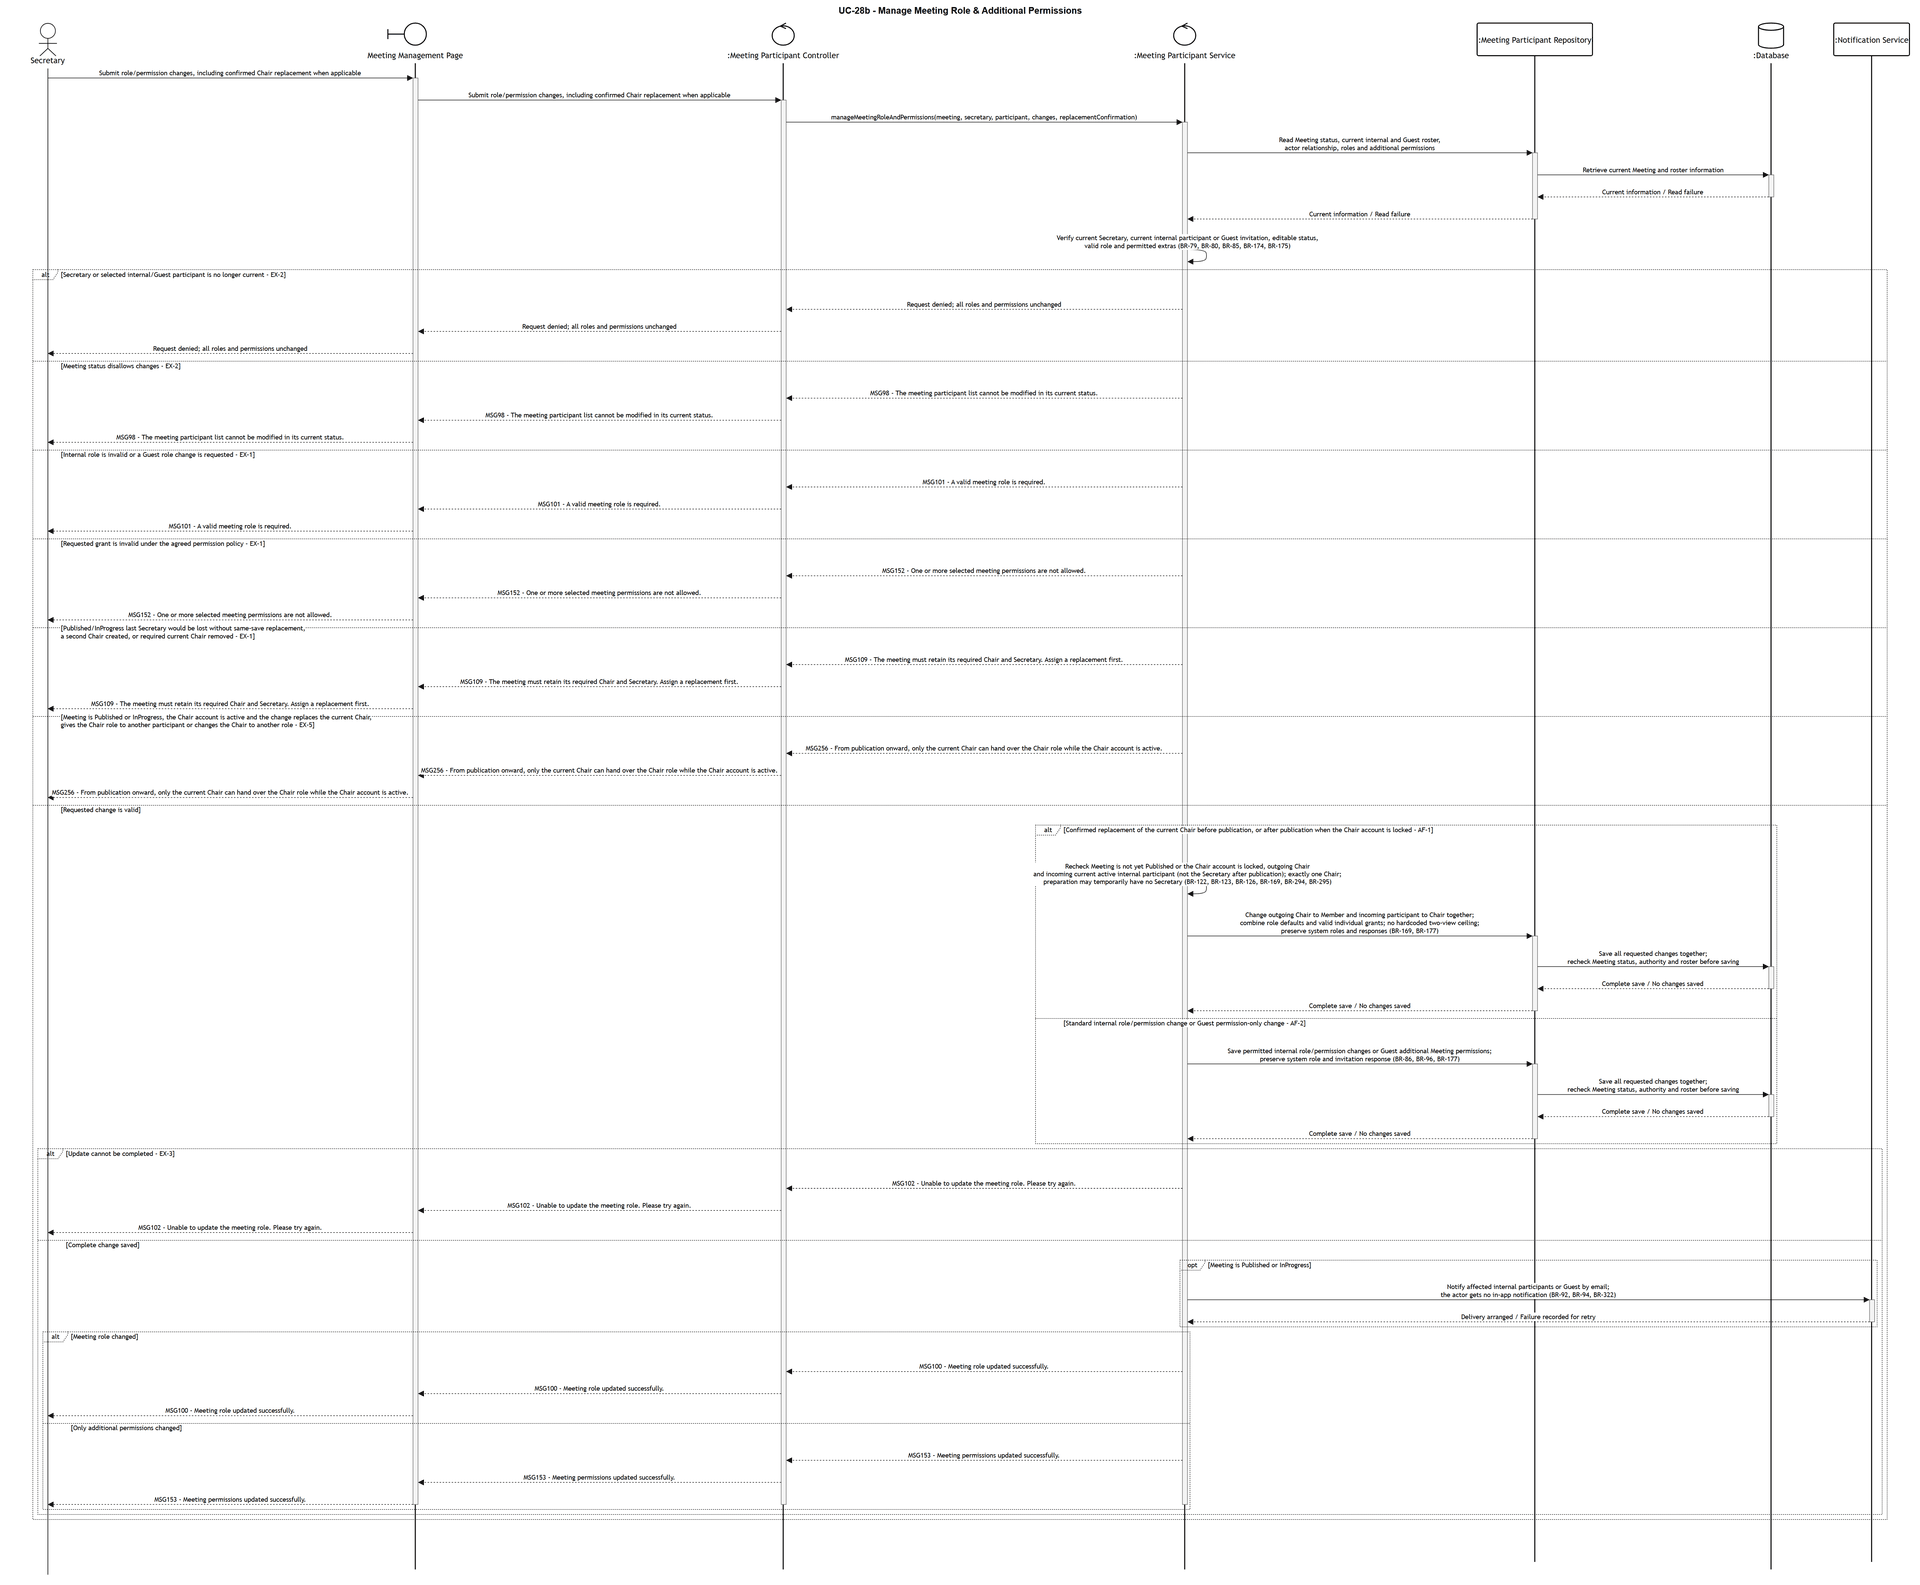 UC-28b - Manage Meeting Role & Additional Permissions
Secretary
Meeting Management Page
:Meeting Participant Controller
:Meeting Participant Service
:Meeting Participant Repository
:Database
:Notification Service
Submit role/permission changes, including confirmed Chair replacement when applicable
Submit role/permission changes, including confirmed Chair replacement when applicable
manageMeetingRoleAndPermissions(meeting, secretary, participant, changes, replacementConfirmation)
Read Meeting status, current internal and Guest roster,
actor relationship, roles and additional permissions
Retrieve current Meeting and roster information
Current information / Read failure
Current information / Read failure
Verify current Secretary, current internal participant or Guest invitation, editable status,
valid role and permitted extras (BR-79, BR-80, BR-85, BR-174, BR-175)
alt
[Secretary or selected internal/Guest participant is no longer current - EX-2]
Request denied; all roles and permissions unchanged
Request denied; all roles and permissions unchanged
Request denied; all roles and permissions unchanged
[Meeting status disallows changes - EX-2]
MSG98 - The meeting participant list cannot be modified in its current status.
MSG98 - The meeting participant list cannot be modified in its current status.
MSG98 - The meeting participant list cannot be modified in its current status.
[Internal role is invalid or a Guest role change is requested - EX-1]
MSG101 - A valid meeting role is required.
MSG101 - A valid meeting role is required.
MSG101 - A valid meeting role is required.
[Requested grant is invalid under the agreed permission policy - EX-1]
MSG152 - One or more selected meeting permissions are not allowed.
MSG152 - One or more selected meeting permissions are not allowed.
MSG152 - One or more selected meeting permissions are not allowed.
[Published/InProgress last Secretary would be lost without same-save replacement,
a second Chair created, or required current Chair removed - EX-1]
MSG109 - The meeting must retain its required Chair and Secretary. Assign a replacement first.
MSG109 - The meeting must retain its required Chair and Secretary. Assign a replacement first.
MSG109 - The meeting must retain its required Chair and Secretary. Assign a replacement first.
[Meeting is Published or InProgress, the Chair account is active and the change replaces the current Chair,
gives the Chair role to another participant or changes the Chair to another role - EX-5]
MSG256 - From publication onward, only the current Chair can hand over the Chair role while the Chair account is active.
MSG256 - From publication onward, only the current Chair can hand over the Chair role while the Chair account is active.
MSG256 - From publication onward, only the current Chair can hand over the Chair role while the Chair account is active.
[Requested change is valid]
alt
[Confirmed replacement of the current Chair before publication, or after publication when the Chair account is locked - AF-1]
Recheck Meeting is not yet Published or the Chair account is locked, outgoing Chair
and incoming current active internal participant (not the Secretary after publication); exactly one Chair;
preparation may temporarily have no Secretary (BR-122, BR-123, BR-126, BR-169, BR-294, BR-295)
Change outgoing Chair to Member and incoming participant to Chair together;
combine role defaults and valid individual grants; no hardcoded two-view ceiling;
preserve system roles and responses (BR-169, BR-177)
Save all requested changes together;
recheck Meeting status, authority and roster before saving
Complete save / No changes saved
Complete save / No changes saved
[Standard internal role/permission change or Guest permission-only change - AF-2]
Save permitted internal role/permission changes or Guest additional Meeting permissions;
preserve system role and invitation response (BR-86, BR-96, BR-177)
Save all requested changes together;
recheck Meeting status, authority and roster before saving
Complete save / No changes saved
Complete save / No changes saved
alt
[Update cannot be completed - EX-3]
MSG102 - Unable to update the meeting role. Please try again.
MSG102 - Unable to update the meeting role. Please try again.
MSG102 - Unable to update the meeting role. Please try again.
[Complete change saved]
opt
[Meeting is Published or InProgress]
Notify affected internal participants or Guest by email;
the actor gets no in-app notification (BR-92, BR-94, BR-322)
Delivery arranged / Failure recorded for retry
alt
[Meeting role changed]
MSG100 - Meeting role updated successfully.
MSG100 - Meeting role updated successfully.
MSG100 - Meeting role updated successfully.
[Only additional permissions changed]
MSG153 - Meeting permissions updated successfully.
MSG153 - Meeting permissions updated successfully.
MSG153 - Meeting permissions updated successfully.